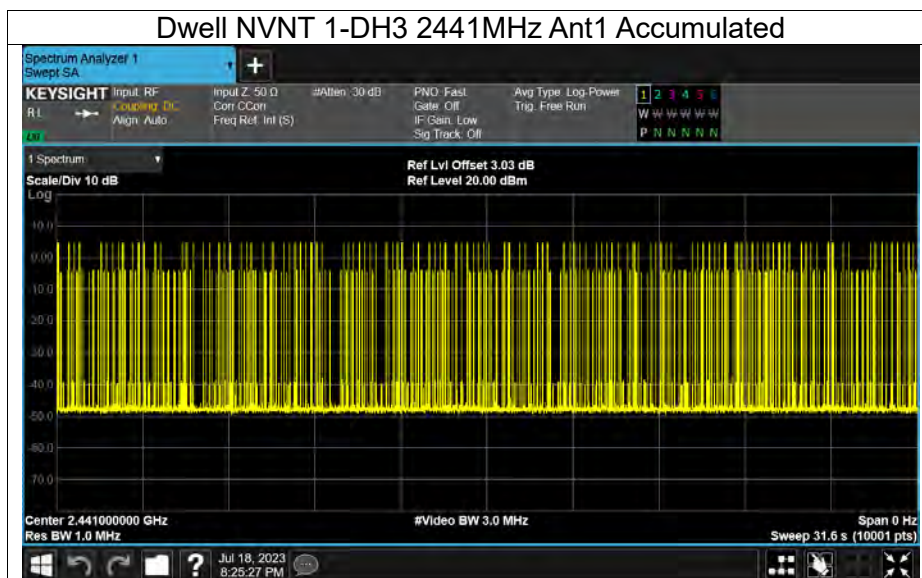 Dwell NVNT 1-DH3 2441MHz Ant1 Accumulated
Spectrum Analyzer 1
Swept SA
+
KEYSIGHT Input: RF Input Z: 50 Ω #Atten: 30 dB PNO: Fast Avg Type: Log-Power 1 2 3 4 5 6
Coupling: DC Corr CCorr Gate: Off Trig: Free Run
Align: Auto Freq Ref: Int (S) IF Gain: Low W W W W W W
Sig Track: Off P N N N N N
1 Spectrum
Ref Lvl Offset 3.03 dB
Scale/Div 10 dB Ref Level 20.00 dBm
Log
10.0
0.00
-10.0
-20.0
-30.0
-40.0
-50.0
-60.0
-70.0
Center 2.441000000 GHz #Video BW 3.0 MHz Span 0 Hz
Res BW 1.0 MHz Sweep 31.6 s (10001 pts)
? Jul 18, 2023
8:25:27 PM